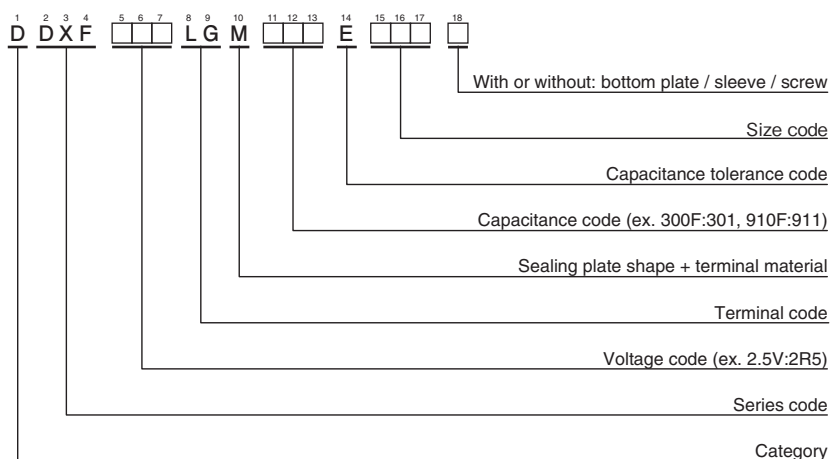 1 2 3 4 5 6 7 8 9 10 11 12 13 14 15 16 17 18
D DXF □□□ LG M □□□ E □□□ □
With or without: bottom plate / sleeve / screw
Size code
Capacitance tolerance code
Capacitance code (ex. 300F:301, 910F:911)
Sealing plate shape + terminal material
Terminal code
Voltage code (ex. 2.5V:2R5)
Series code
Category